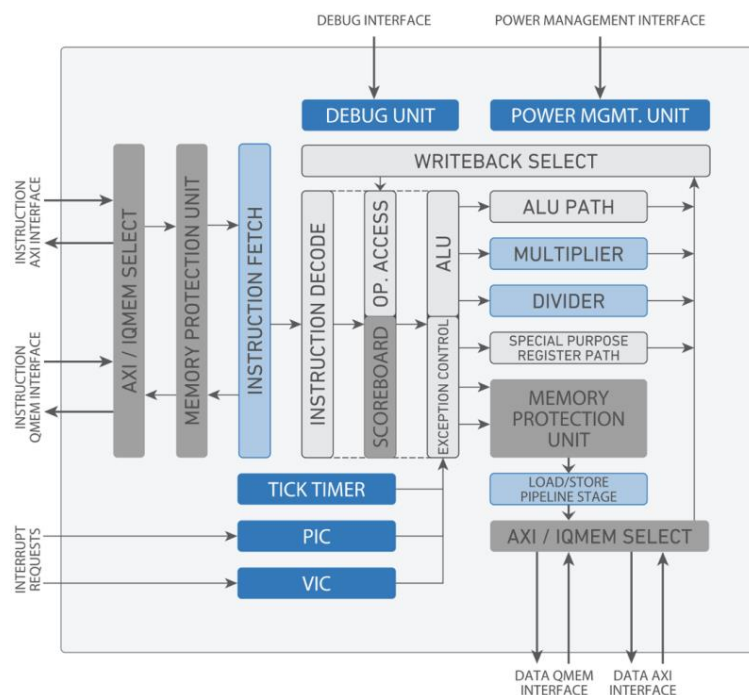 DEBUG INTERFACE
POWER MANAGEMENT INTERFACE
DEBUG UNIT
POWER MGMT. UNIT
WRITEBACK SELECT
INSTRUCTION
AXI INTERFACE
INSTRUCTION
QMEM INTERFACE
AXI / IQMEM SELECT
MEMORY PROTECTION UNIT
INSTRUCTION FETCH
INSTRUCTION DECODE
OP. ACCESS
SCOREBOARD
ALU
EXCEPTION CONTROL
ALU PATH
MULTIPLIER
DIVIDER
SPECIAL PURPOSE
REGISTER PATH
MEMORY
PROTECTION
UNIT
LOAD/STORE
PIPELINE STAGE
AXI / IQMEM SELECT
TICK TIMER
PIC
VIC
INTERRUPT
REQUESTS
DATA QMEM
INTERFACE
DATA AXI
INTERFACE